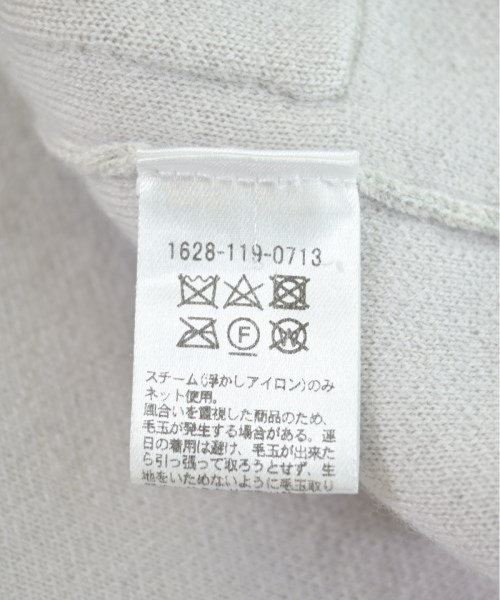 1628-119-0713
F
W
スチーム(浮かしアイロン)のみ
ネット使用。
風合いを重視した商品のため、
毛玉が発生する場合がある。連
日の着用は避け、毛玉が出来た
ら引っ張って取ろうとせず、生
地をいためないように毛玉取り